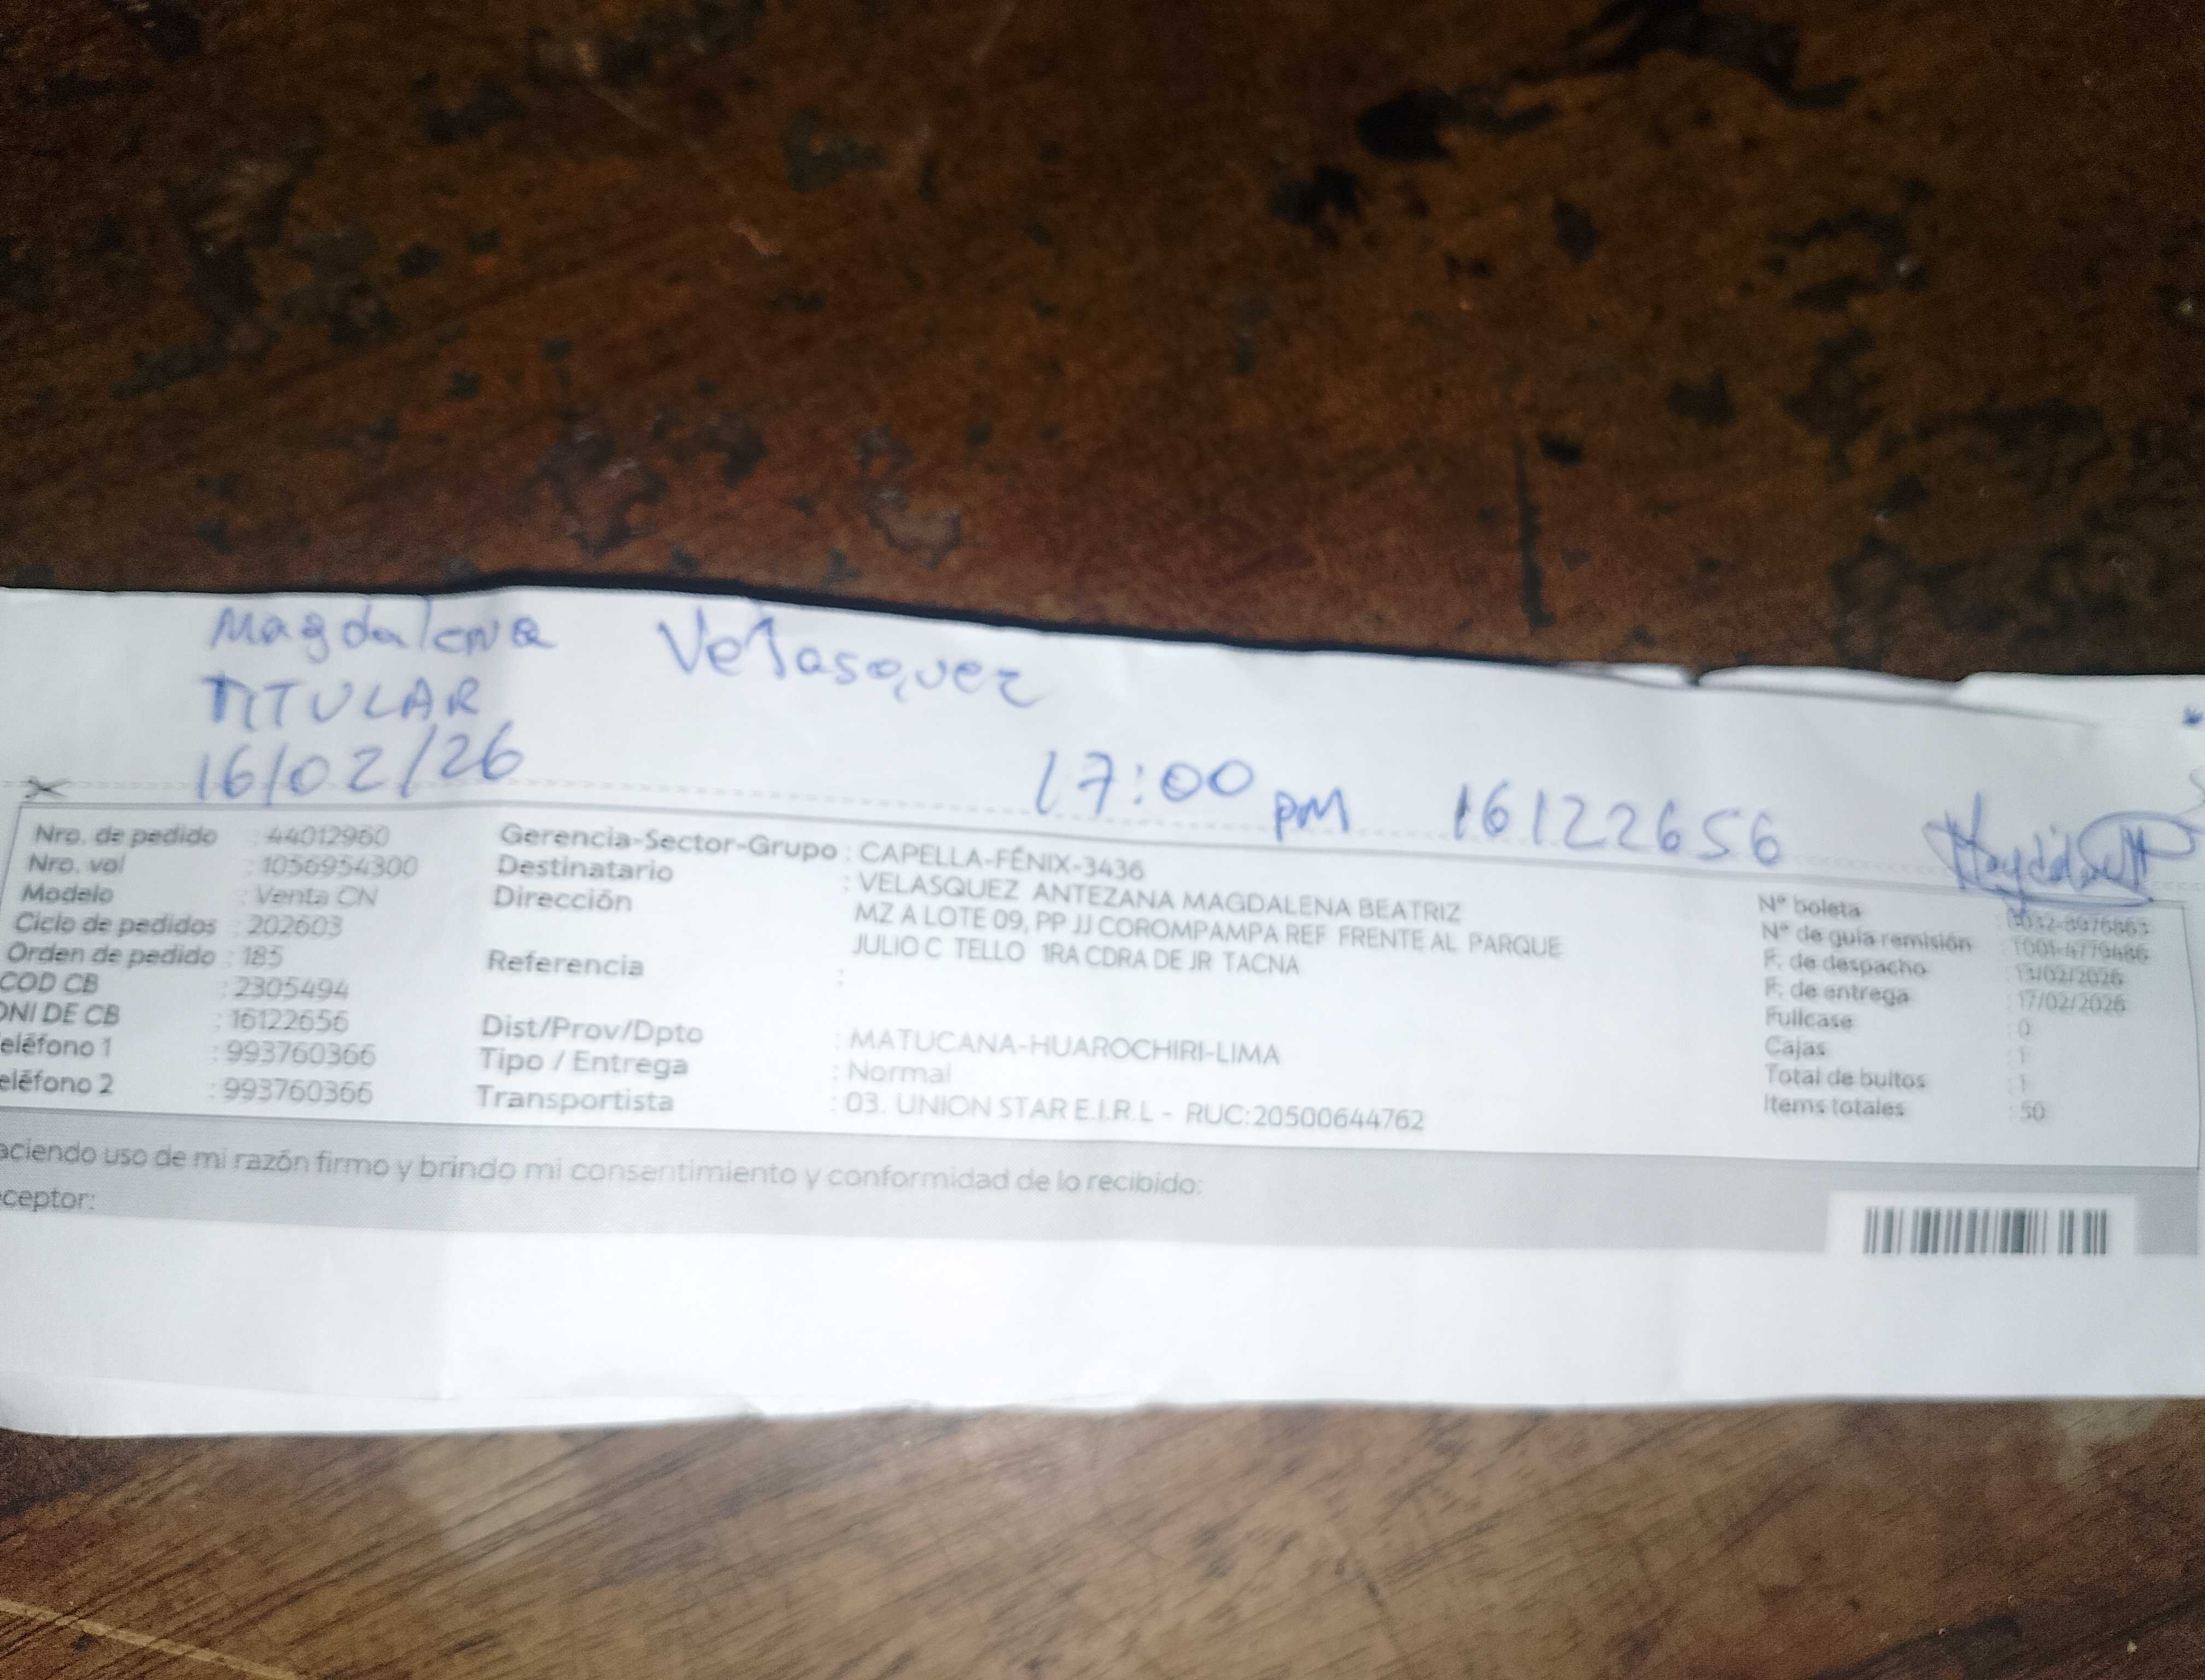 Magdalena Velasquez
TITULAR
16/02/26 17:00 PM 16122656
Nro. de pedido : 44012960
Nro. vol : 1056954300
Modelo : Venta CN
Ciclo de pedidos : 202603
Orden de pedido : 185
COD CB : 2305494
DNI DE CB : 16122656
eléfono 1 : 993760366
eléfono 2 : 993760366
Gerencia-Sector-Grupo : CAPELLA-FÉNIX-3436
Destinatario : VELASQUEZ ANTEZANA MAGDALENA BEATRIZ
Dirección MZ A LOTE 09, PP JJ COROMPAMPA REF FRENTE AL PARQUE
JULIO C TELLO 1RA CDRA DE JR TACNA
Referencia :
Dist/Prov/Dpto : MATUCANA-HUAROCHIRI-LIMA
Tipo / Entrega : Normal
Transportista : 03. UNION STAR E.I.R.L - RUC:20500644762
N° boleta
N° de guía remisión : T001-4779486
F. de despacho : 13/02/2026
F. de entrega : 17/02/2026
Fullcase : 0
Cajas : 1
Total de bultos : 1
Items totales : 50
aciendo uso de mi razón firmo y brindo mi consentimiento y conformidad de lo recibido:
ceptor: